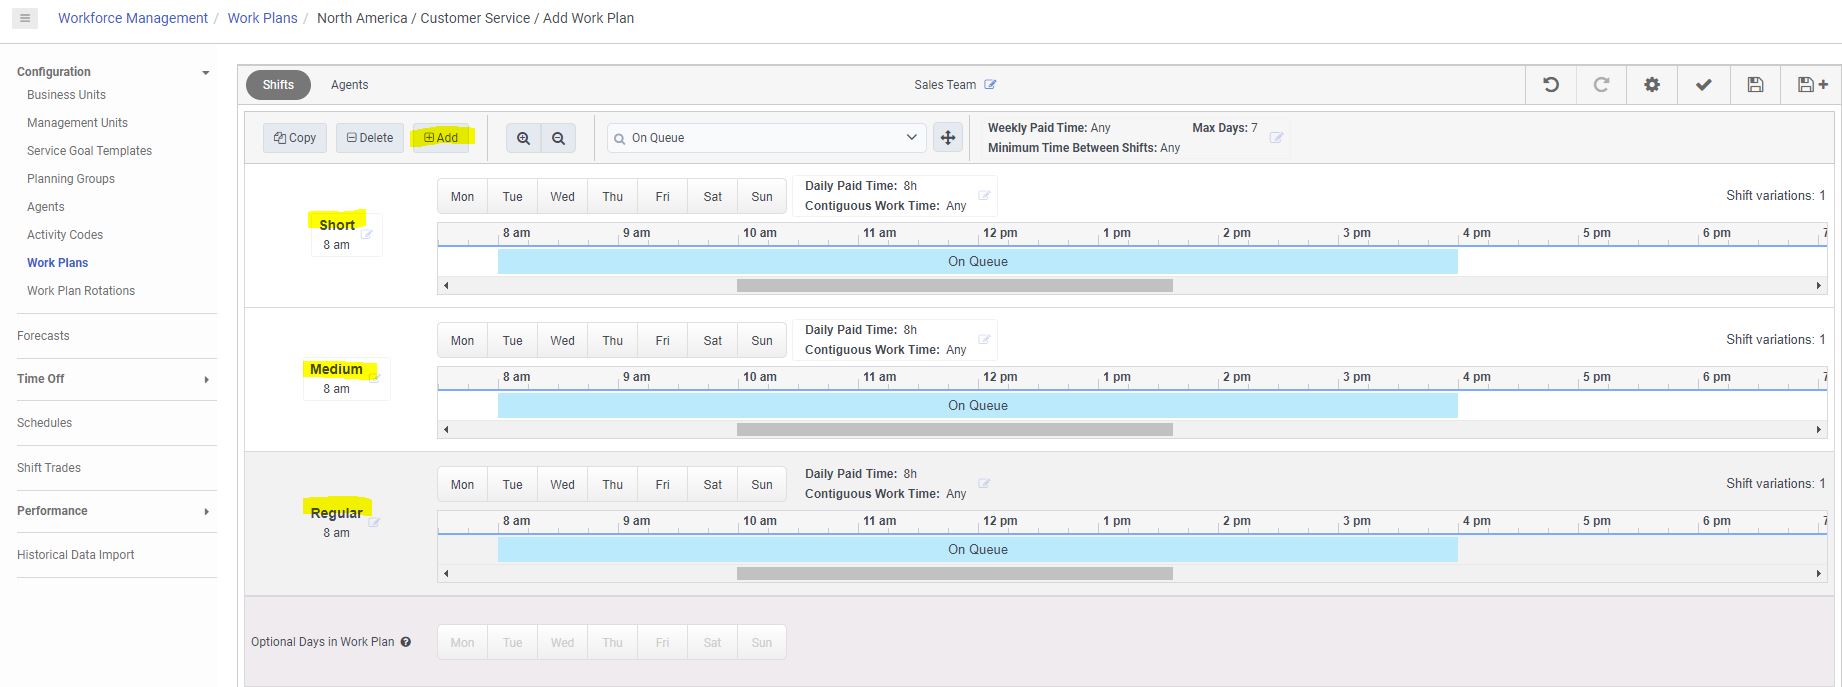 Workforce Management / Work Plans / North America / Customer Service / Add Work Plan
Configuration
Business Units
Management Units
Service Goal Templates
Planning Groups
Agents
Activity Codes
Work Plans
Work Plan Rotations
Forecasts
Time Off
Schedules
Shift Trades
Performance
Historical Data Import
Shifts Agents Sales Team
Copy Delete Add On Queue
Weekly Paid Time: Any Max Days: 7
Minimum Time Between Shifts: Any
Short
8 am
Mon Tue Wed Thu Fri Sat Sun
Daily Paid Time: 8h
Contiguous Work Time: Any
Shift variations: 1
8 am 9 am 10 am 11 am 12 pm 1 pm 2 pm 3 pm 4 pm 5 pm 6 pm 7
On Queue
Medium
8 am
Mon Tue Wed Thu Fri Sat Sun
Daily Paid Time: 8h
Contiguous Work Time: Any
Shift variations: 1
8 am 9 am 10 am 11 am 12 pm 1 pm 2 pm 3 pm 4 pm 5 pm 6 pm 7
On Queue
Regular
8 am
Mon Tue Wed Thu Fri Sat Sun
Daily Paid Time: 8h
Contiguous Work Time: Any
Shift variations: 1
8 am 9 am 10 am 11 am 12 pm 1 pm 2 pm 3 pm 4 pm 5 pm 6 pm 7
On Queue
Optional Days in Work Plan ?
Mon Tue Wed Thu Fri Sat Sun